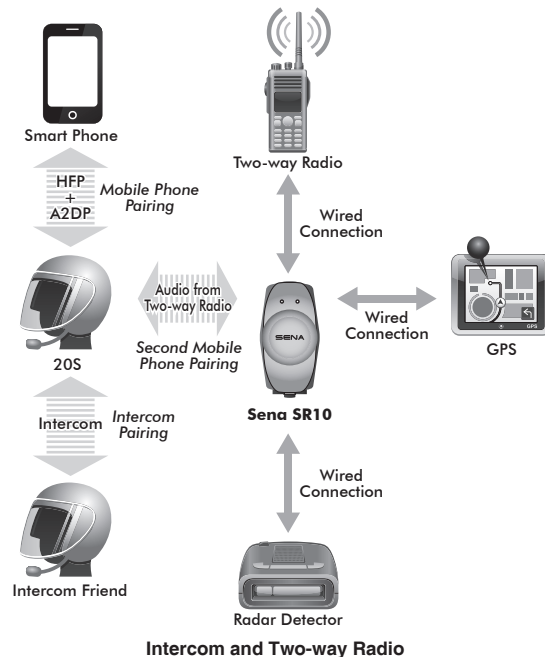 Smart Phone
HFP
+
A2DP
Mobile Phone
Pairing
Two-way Radio
Wired
Connection
20S
Audio from
Two-way Radio
Second Mobile
Phone Pairing
SENA
Sena SR10
Wired
Connection
GPS
GPS
Intercom
Intercom
Pairing
Wired
Connection
Intercom Friend
Radar Detector
Intercom and Two-way Radio